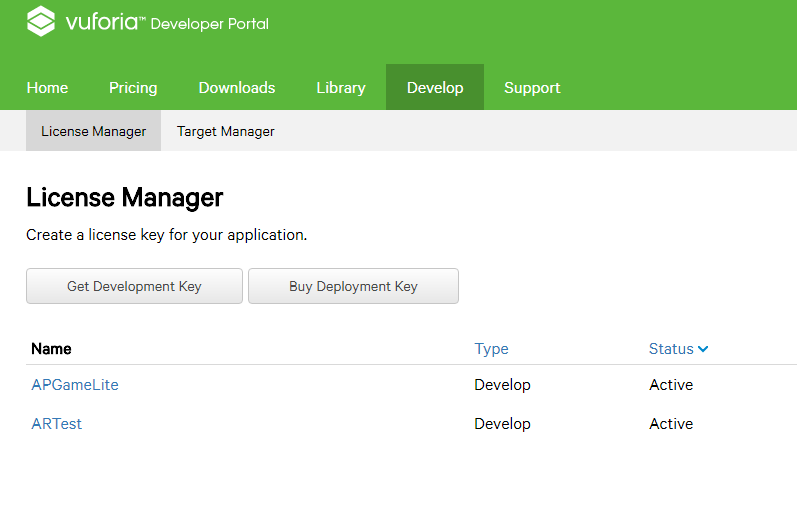 vuforia™ Developer Portal
Home Pricing Downloads Library Develop Support
License Manager Target Manager
License Manager
Create a license key for your application.
Get Development Key Buy Deployment Key
Name Type Status
APGameLite Develop Active
ARTest Develop Active